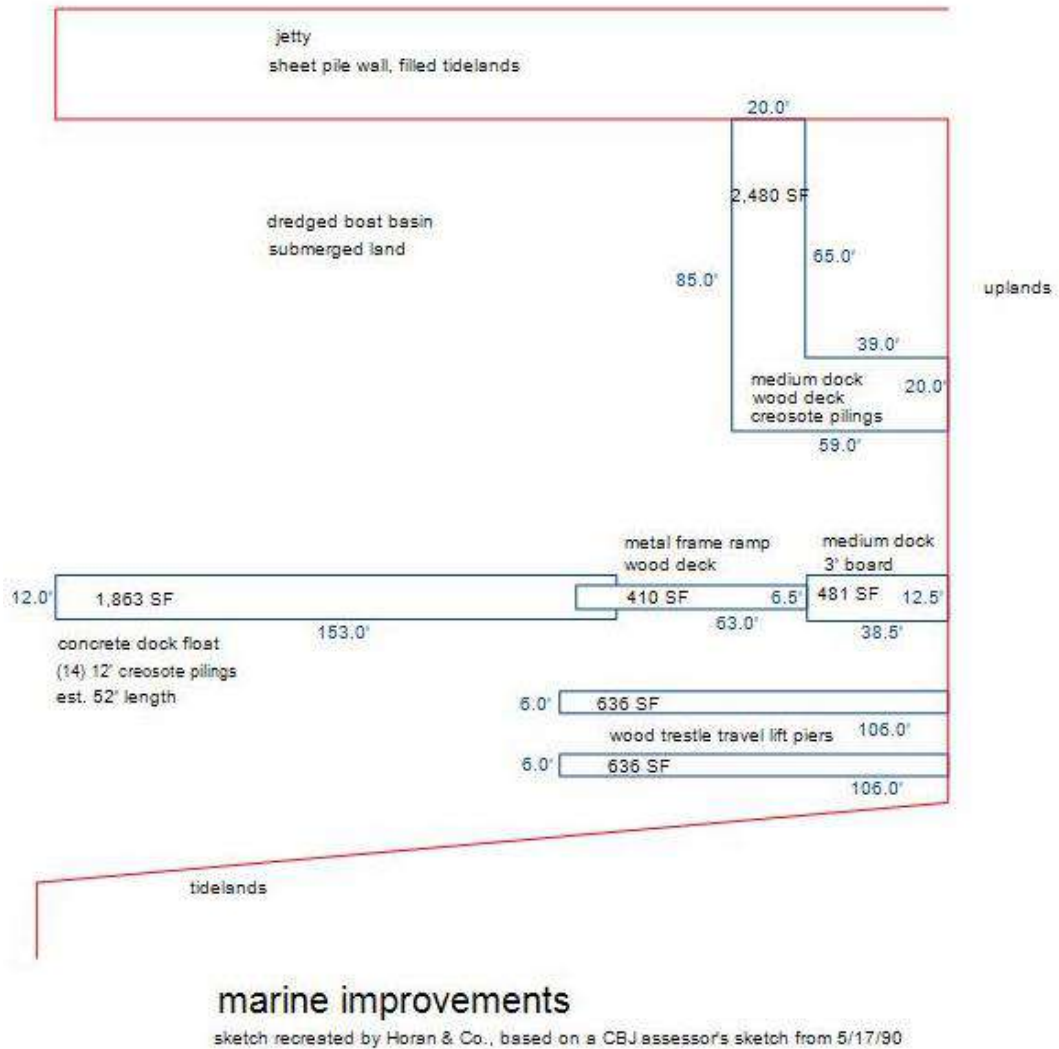 jetty
sheet pile wall, filled tidelands
20.0'
2,480 SF
dredged boat basin
submerged land
65.0'
85.0'
uplands
39.0'
medium dock
wood deck
creosote pilings
20.0'
59.0'
metal frame ramp
wood deck
medium dock
3' board
12.0'
1,863 SF
410 SF
6.5'
481 SF
12.5'
153.0'
63.0'
38.5'
concrete dock float
(14) 12' creosote pilings
est. 52' length
6.0'
636 SF
106.0'
wood trestle travel lift piers
6.0'
636 SF
106.0'
tidelands
marine improvements
sketch recreated by Horan & Co., based on a CBJ assessor's sketch from 5/17/90